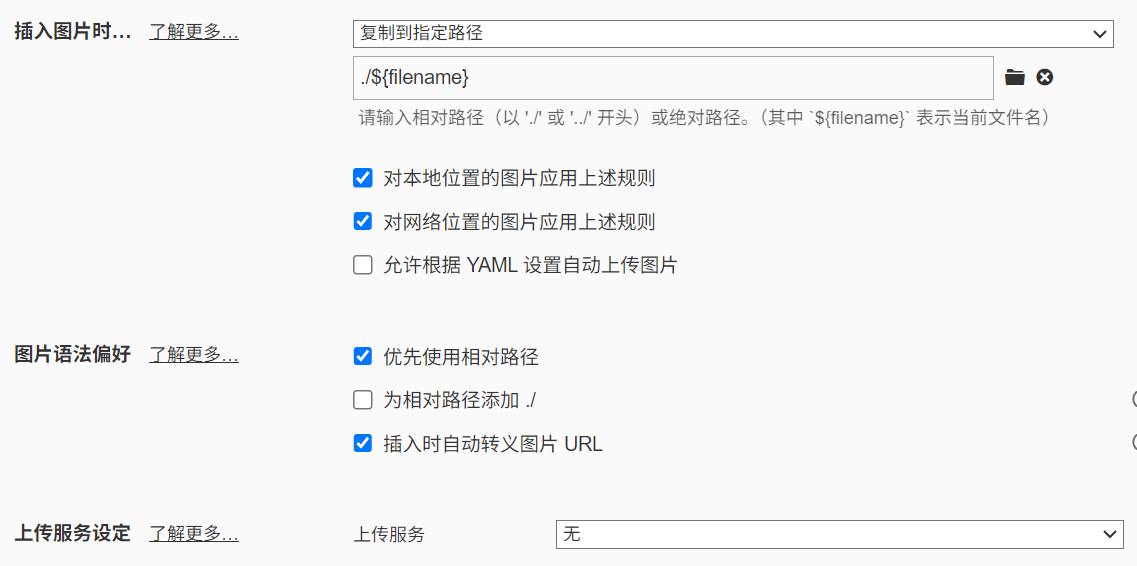 插入图片时... 了解更多... 复制到指定路径
./${filename}
请输入相对路径（以 './' 或 '../' 开头）或绝对路径。（其中 `${filename}` 表示当前文件名）
对本地位置的图片应用上述规则
对网络位置的图片应用上述规则
允许根据 YAML 设置自动上传图片
图片语法偏好 了解更多... 优先使用相对路径
为相对路径添加 ./
插入时自动转义图片 URL
上传服务设定 了解更多... 上传服务 无